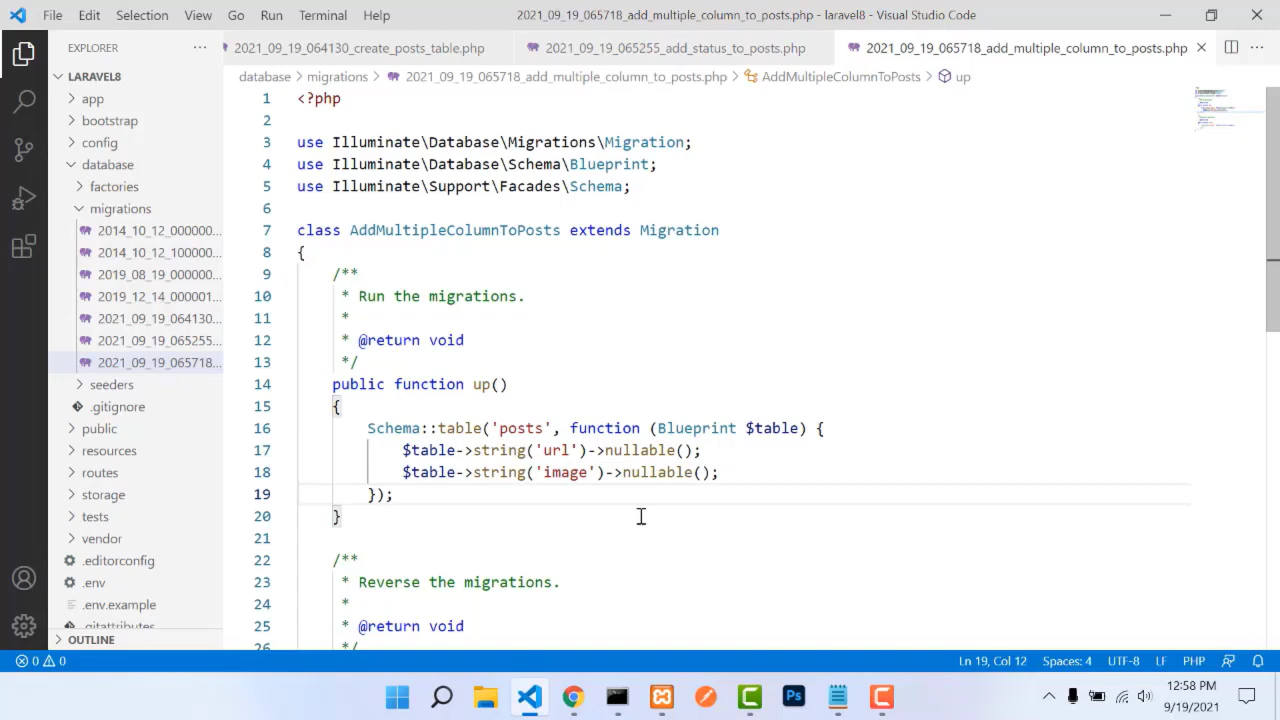 File Edit Selection View Go Run Terminal Help
2021_09_19_065718_add_multiple_column_to_posts.php - laravel8 - Visual Studio Code
EXPLORER
2021_09_19_064130_create_posts_table.php
2021_09_19_065255_add_status_to_posts.php
2021_09_19_065718_add_multiple_column_to_posts.php
database > migrations > 2021_09_19_065718_add_multiple_column_to_posts.php > AddMultipleColumnToPosts > up
LARAVEL8
app
bootstrap
config
database
factories
migrations
2014_10_12_000000...
2014_10_12_100000...
2019_08_19_000000...
2019_12_14_000001...
2021_09_19_064130...
2021_09_19_065255...
2021_09_19_065718...
seeders
.gitignore
public
resources
routes
storage
tests
vendor
.editorconfig
.env
.env.example
.gitattributes
OUTLINE
1 <?php
2
3 use Illuminate\Database\Migrations\Migration;
4 use Illuminate\Database\Schema\Blueprint;
5 use Illuminate\Support\Facades\Schema;
6
7 class AddMultipleColumnToPosts extends Migration
8 {
9 /**
10 * Run the migrations.
11 *
12 * @return void
13 */
14 public function up()
15 {
16 Schema::table('posts', function (Blueprint $table) {
17 $table->string('url')->nullable();
18 $table->string('image')->nullable();
19 });
20 }
21
22 /**
23 * Reverse the migrations.
24 *
25 * @return void
26 */
0 0
Ln 19, Col 12 Spaces: 4 UTF-8 LF PHP
Ps
12:58 PM
9/19/2021